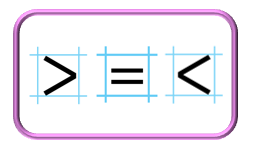 > = <